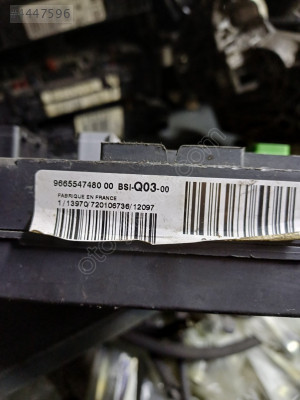 1447596
9665547480 00 BSI-Q03-00
FABRIQUE EN FRANCE
1/13970/720106736/12097